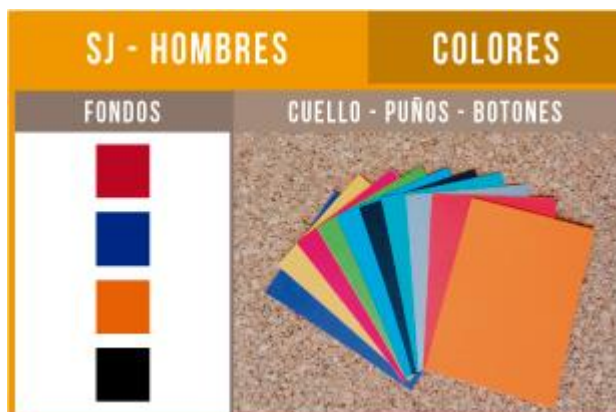 SJ - HOMBRES
COLORES
FONDOS
CUELLO - PUÑOS - BOTONES